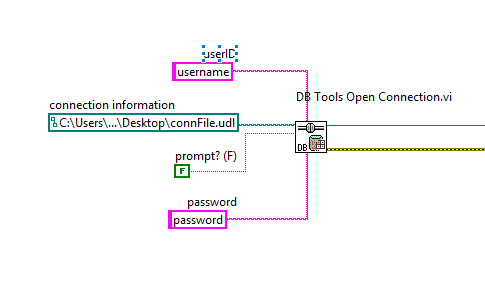 userID
username
DB Tools Open Connection.vi
connection information
C:\Users\...\Desktop\connFile.udl
prompt? (F)
F
DB
password
password